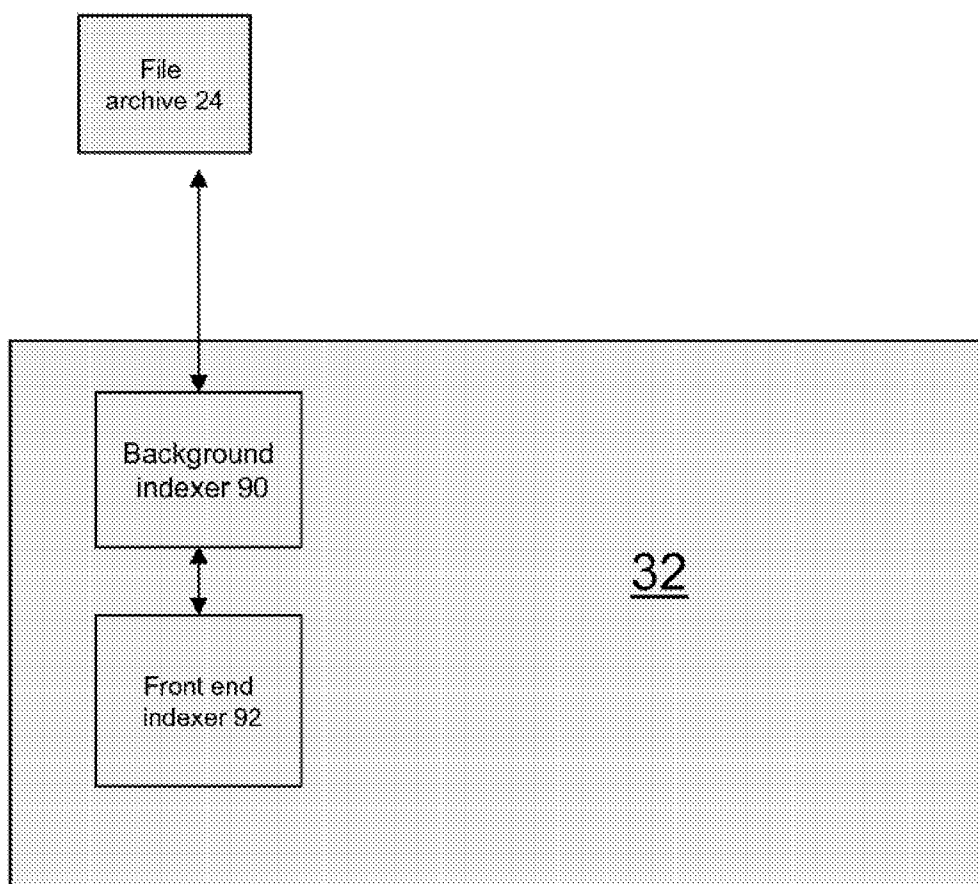 File
archive 24
Background
indexer 90
32
Front end
indexer 92